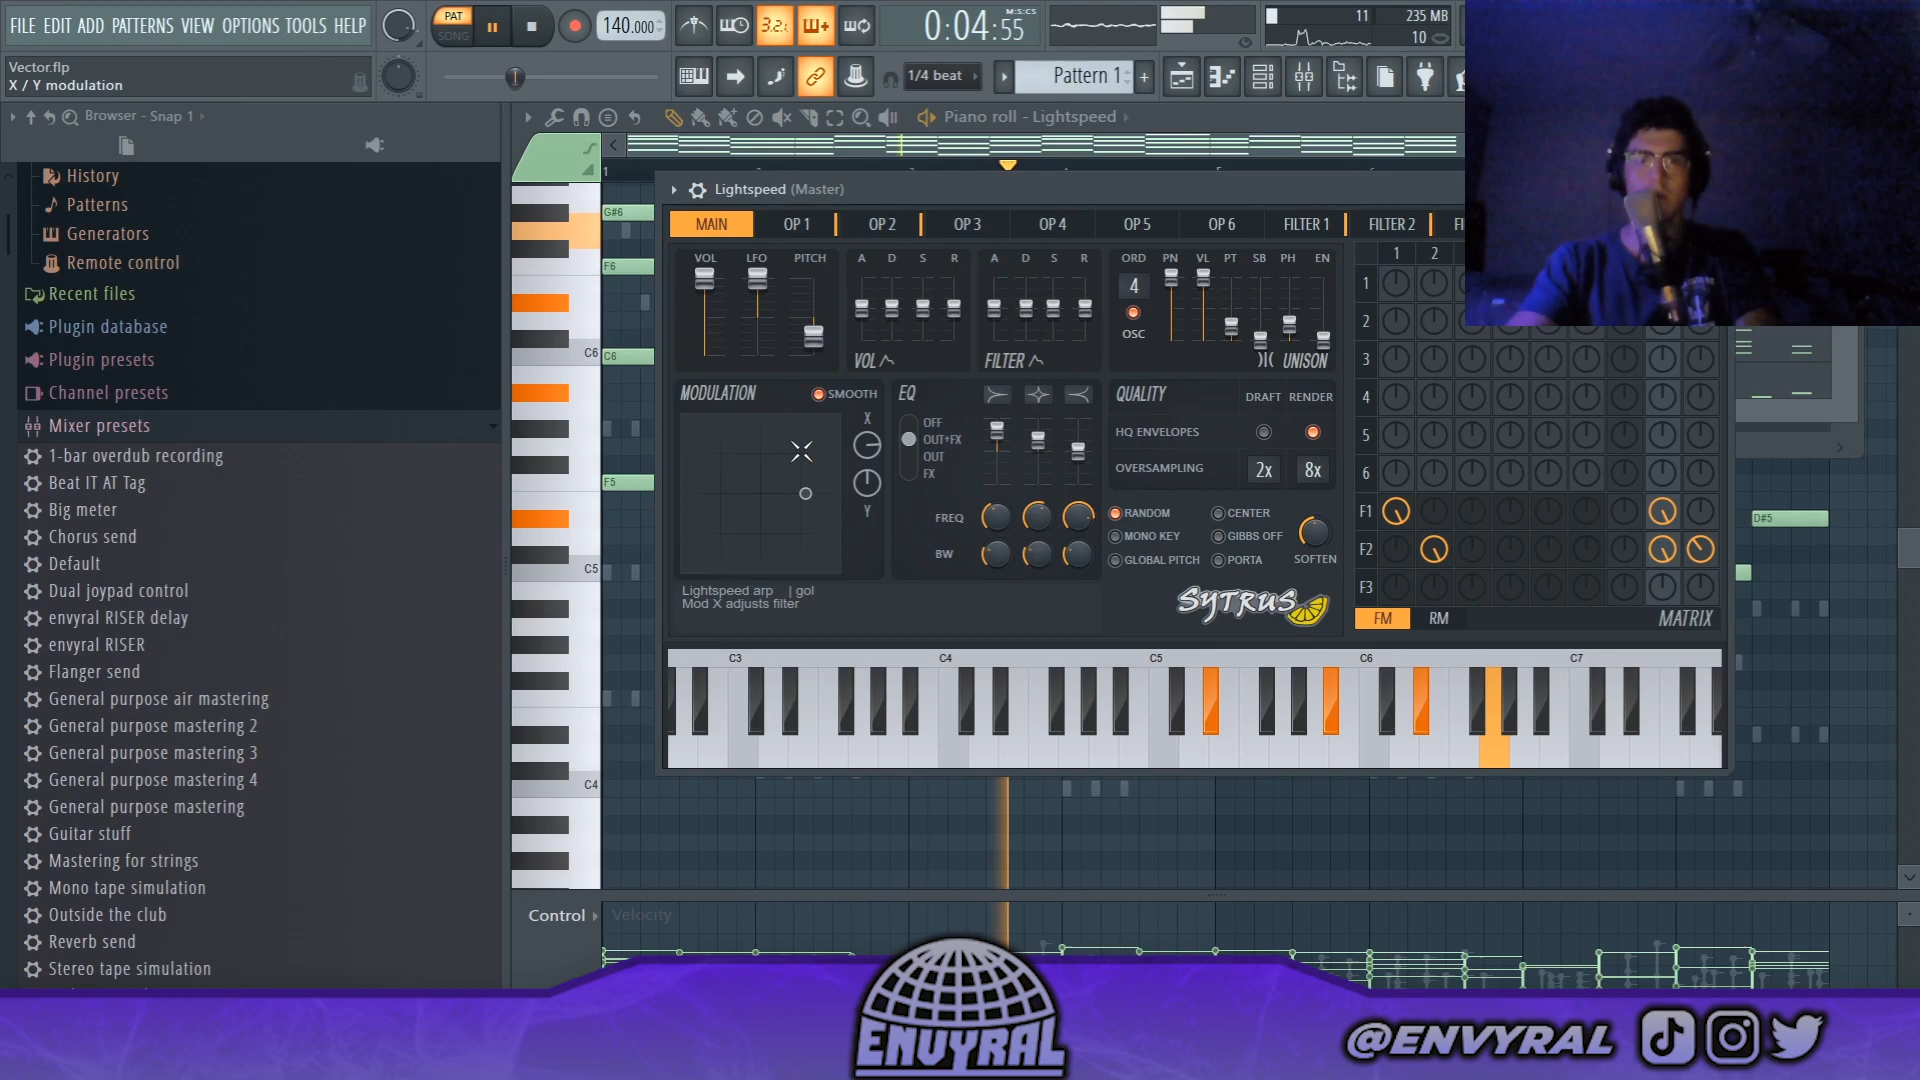 FILE EDIT ADD PATTERNS VIEW OPTIONS TOOLS HELP
PAT
SONG
140.000
3.2.
0:04:55
M:S:CS
11
235 MB
10
Vector.flp
X / Y modulation
1/4 beat
Pattern 1
+
Browser - Snap 1
Piano roll - Lightspeed
History
Patterns
Generators
Remote control
Recent files
Plugin database
Plugin presets
Channel presets
Mixer presets
1-bar overdub recording
Beat IT AT Tag
Big meter
Chorus send
Default
Dual joypad control
envyral RISER delay
envyral RISER
Flanger send
General purpose air mastering
General purpose mastering 2
General purpose mastering 3
General purpose mastering 4
General purpose mastering
Guitar stuff
Mastering for strings
Mono tape simulation
Outside the club
Reverb send
Stereo tape simulation
1
G#6
F6
C6
C6
F5
C5
C4
D#5
Lightspeed (Master)
MAIN
OP 1
OP 2
OP 3
OP 4
OP 5
OP 6
FILTER 1
FILTER 2
VOL
LFO
PITCH
A D S R
VOL
A D S R
FILTER
ORD
4
OSC
PN VL PT SB PH EN
UNISON
MODULATION
SMOOTH
X
Y
EQ
OFF
OUT+FX
OUT
FX
FREQ
BW
QUALITY
DRAFT
RENDER
HQ ENVELOPES
OVERSAMPLING
2x
8x
RANDOM
CENTER
MONO KEY
GIBBS OFF
GLOBAL PITCH
PORTA
SOFTEN
Lightspeed arp | gol
Mod X adjusts filter
SYTRUS
1 2
1
2
3
4
5
6
F1
F2
F3
FM
RM
MATRIX
C3
C4
C5
C6
C7
Control
Velocity
ENVYRAL
@ENVYRAL